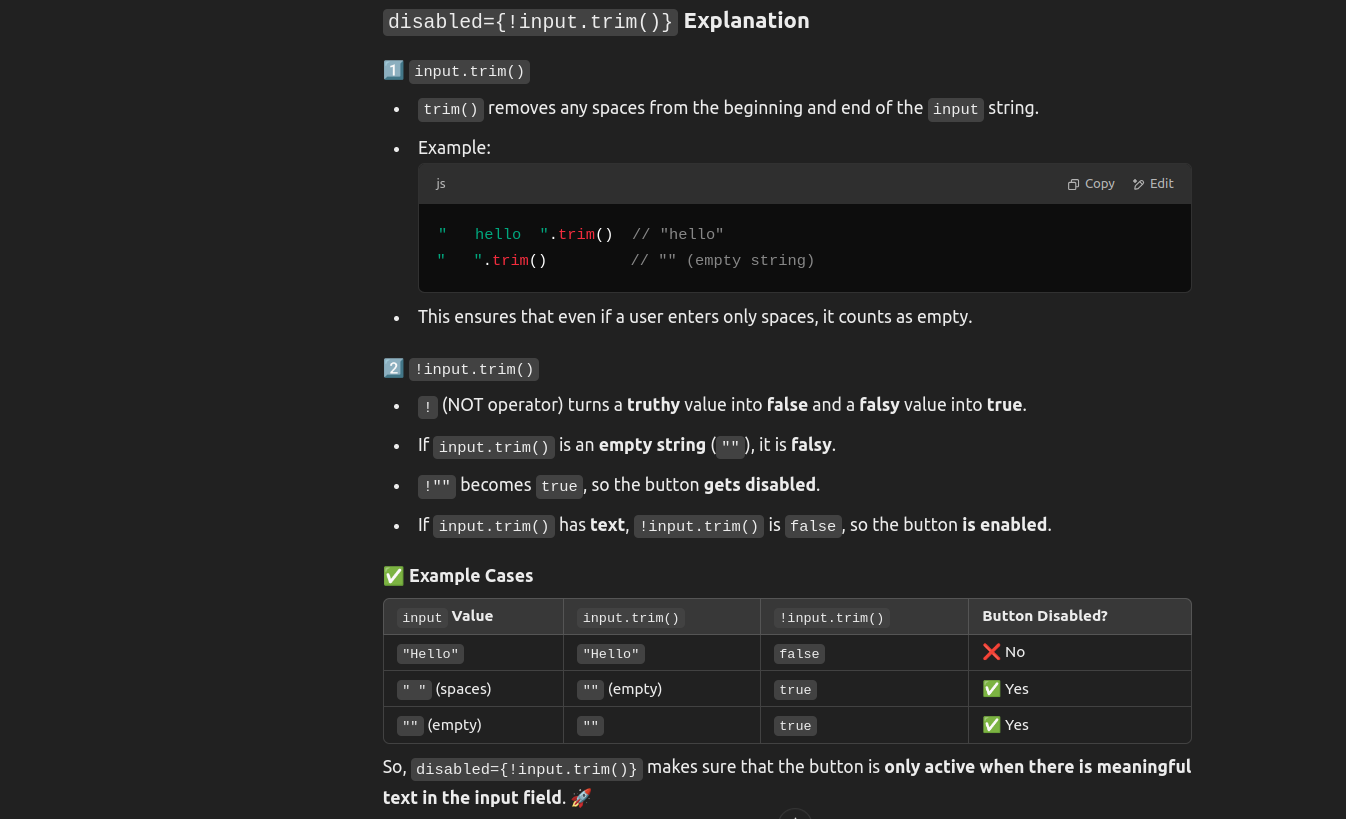 disabled={!input.trim()} Explanation
1️⃣ input.trim()
• trim() removes any spaces from the beginning and end of the input string.
• Example:
js Copy Edit
"   hello  ".trim()  // "hello"
"   ".trim()         // "" (empty string)
• This ensures that even if a user enters only spaces, it counts as empty.
2️⃣ !input.trim()
• ! (NOT operator) turns a truthy value into false and a falsy value into true.
• If input.trim() is an empty string (""), it is falsy.
• !"" becomes true, so the button gets disabled.
• If input.trim() has text, !input.trim() is false, so the button is enabled.
✅ Example Cases
input Value input.trim() !input.trim() Button Disabled?
"Hello" "Hello" false ❌ No
" " (spaces) "" (empty) true ✅ Yes
"" (empty) "" true ✅ Yes
So, disabled={!input.trim()} makes sure that the button is only active when there is meaningful
text in the input field. 🚀